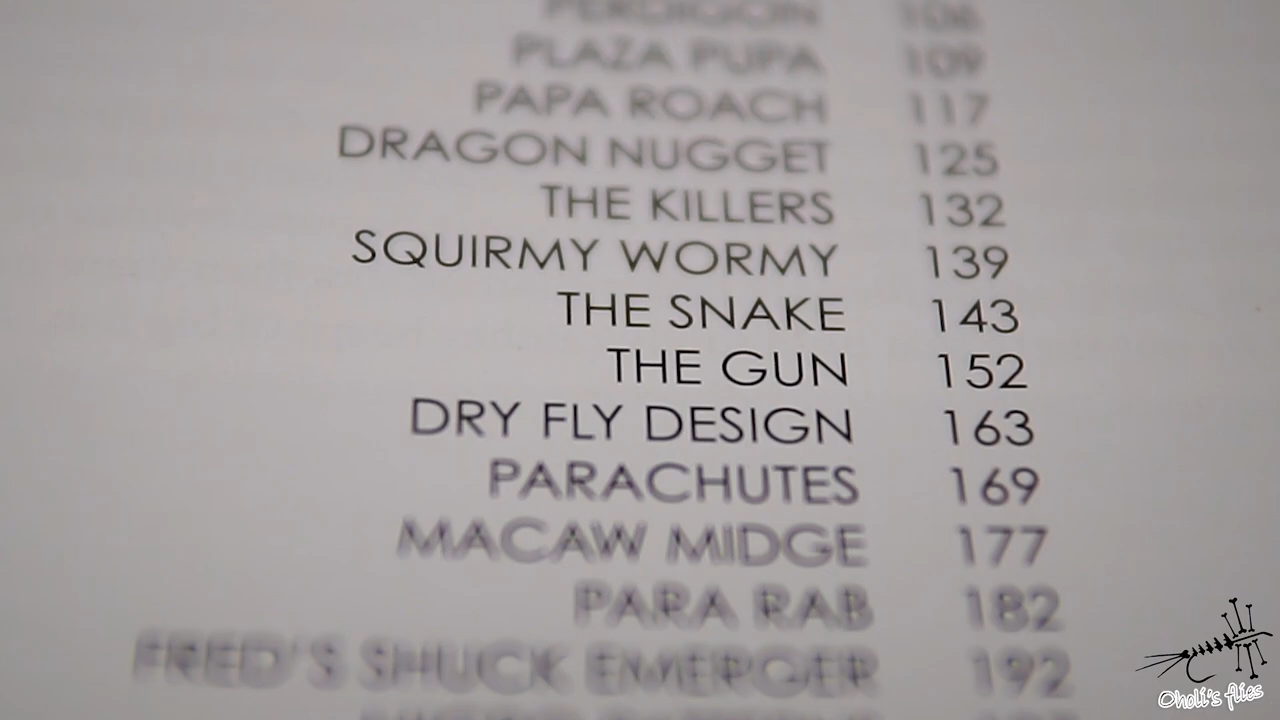 PERDIGON 106
PLAZA PUPA 109
PAPA ROACH 117
DRAGON NUGGET 125
THE KILLERS 132
SQUIRMY WORMY 139
THE SNAKE 143
THE GUN 152
DRY FLY DESIGN 163
PARACHUTES 169
MACAW MIDGE 177
PARA RAB 182
FRED'S SHUCK EMERGER 192
Oholi's flies